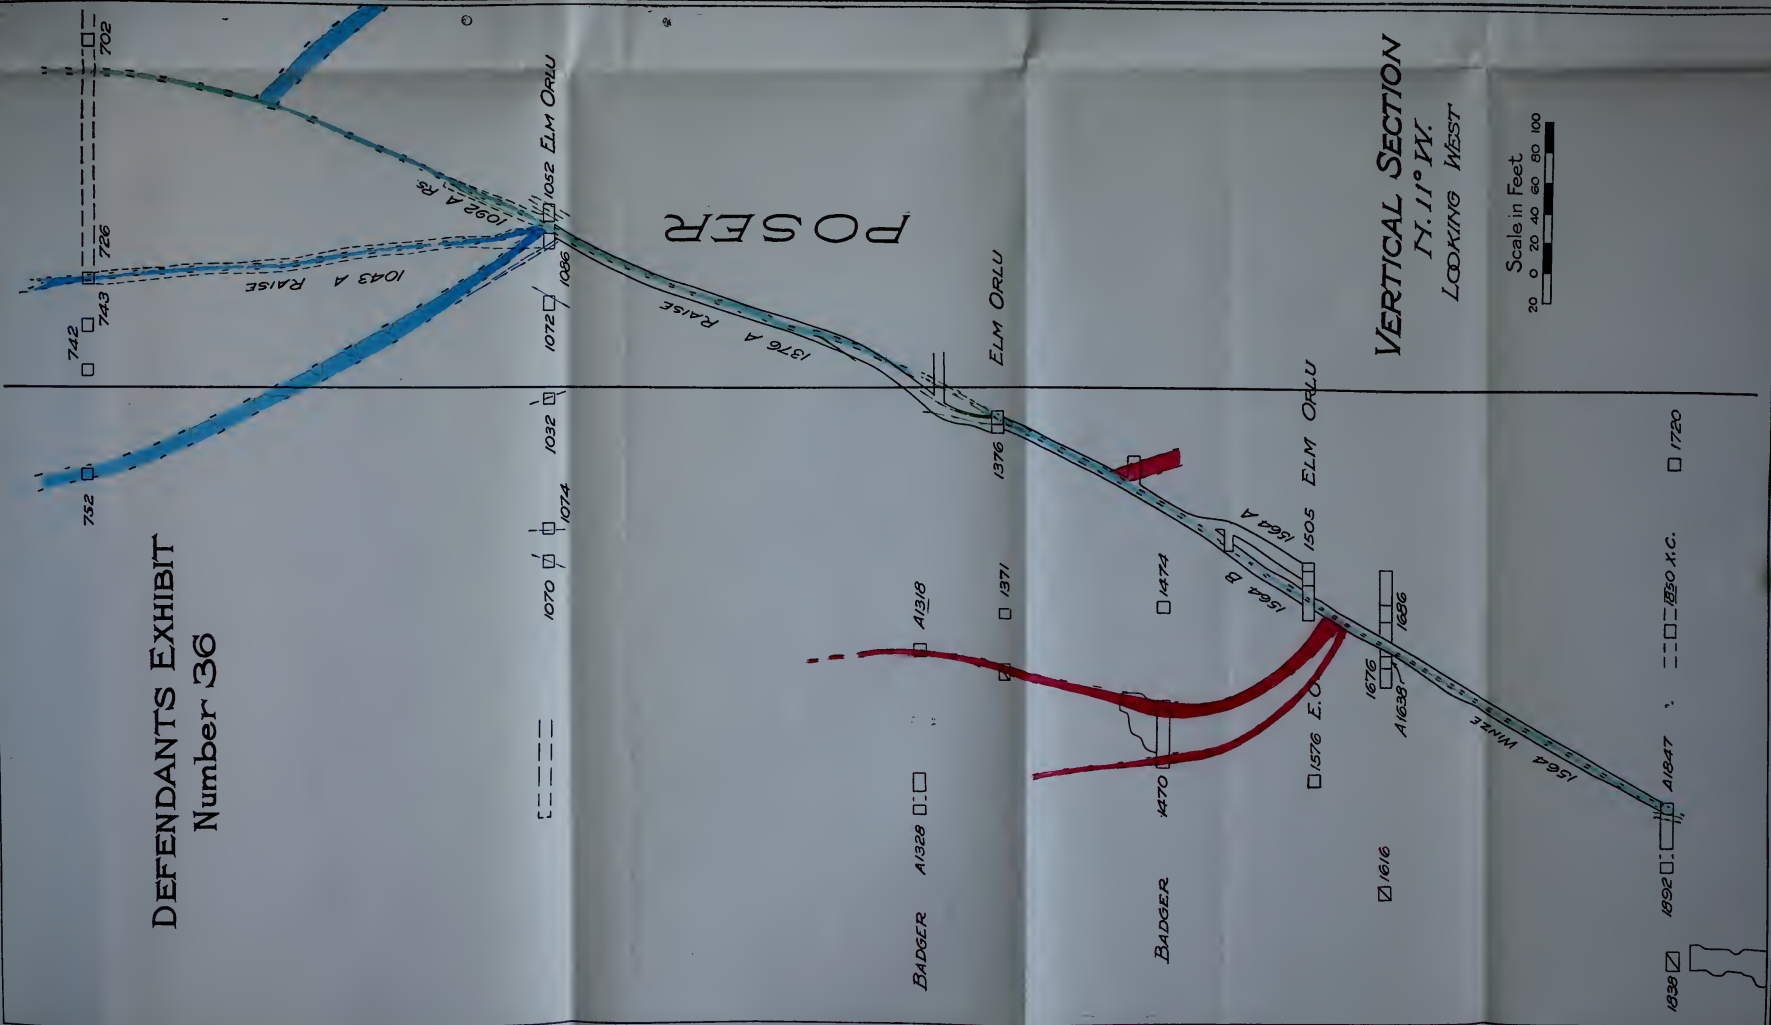 DEFENDANTS EXHIBIT
Number 36
VERTICAL SECTION
N.11° W.
LOOKING WEST
Scale in Feet
20 0 20 40 60 80 100
POSER
702
726
743
742
752
1052 ELM ORLU
1092 A RS.
1086
1043 A RAISE
1072
1032
1074
1070
1376 A RAISE
ELM ORLU
1376
1371
A1318
BADGER A1328
1474
BADGER 1470
1564 A
1564 B
1505 ELM ORLU
1576 E.O.
1686
1676
A1638
1616
1564 WINZE
1720
1850 X.C.
A1847
1892
1838